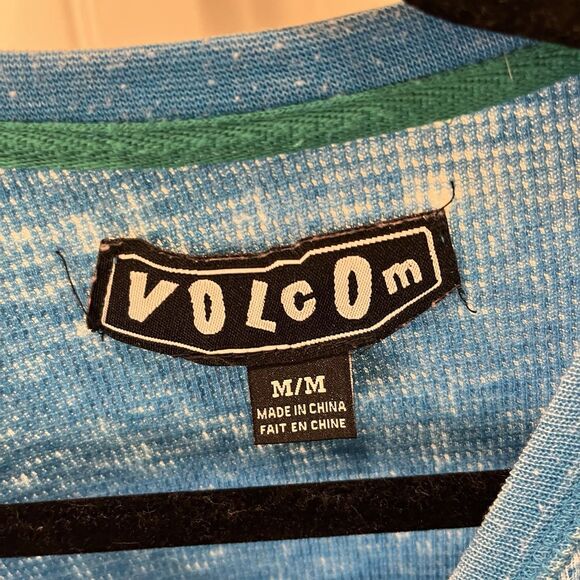 VOLCOm
M/M
MADE IN CHINA
FAIT EN CHINE